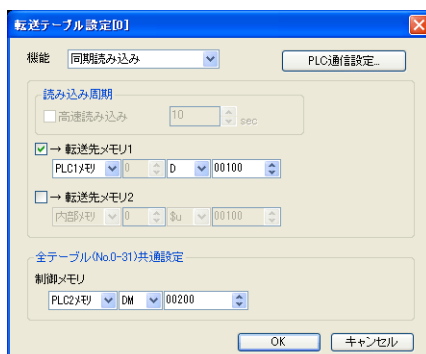 転送テーブル設定[0]
機能 同期読み込み PLC通信設定...
読み込み周期
高速読み込み 10 sec
→ 転送先メモリ1
PLC1メモリ 0 D 00100
→ 転送先メモリ2
内部メモリ 0 $u 00100
全テーブル(No.0-31)共通設定
制御メモリ
PLC2メモリ DM 00200
OK キャンセル